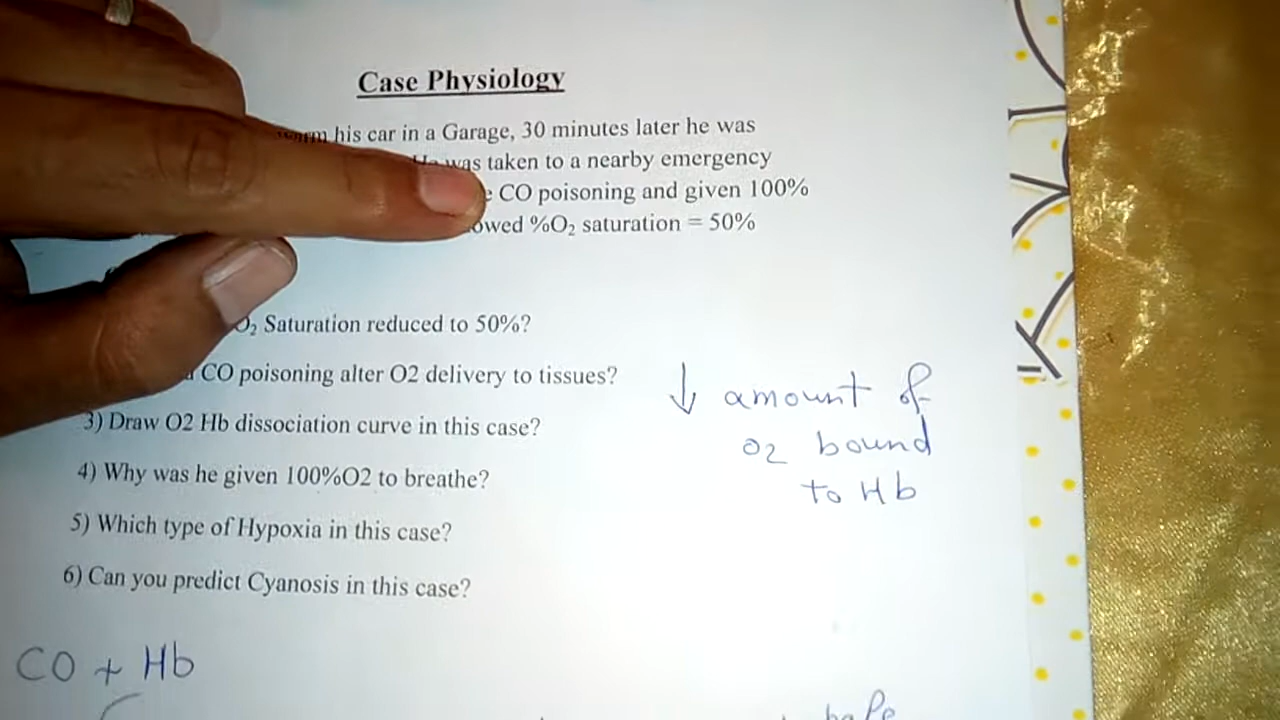 Case Physiology
his car in a Garage, 30 minutes later he was
was taken to a nearby emergency
CO poisoning and given 100%
%O₂ saturation = 50%
O₂ Saturation reduced to 50%?
CO poisoning alter O2 delivery to tissues?
3) Draw O2 Hb dissociation curve in this case?
4) Why was he given 100%O2 to breathe?
5) Which type of Hypoxia in this case?
6) Can you predict Cyanosis in this case?
↓ amount of
O2 bound
to Hb
CO + Hb